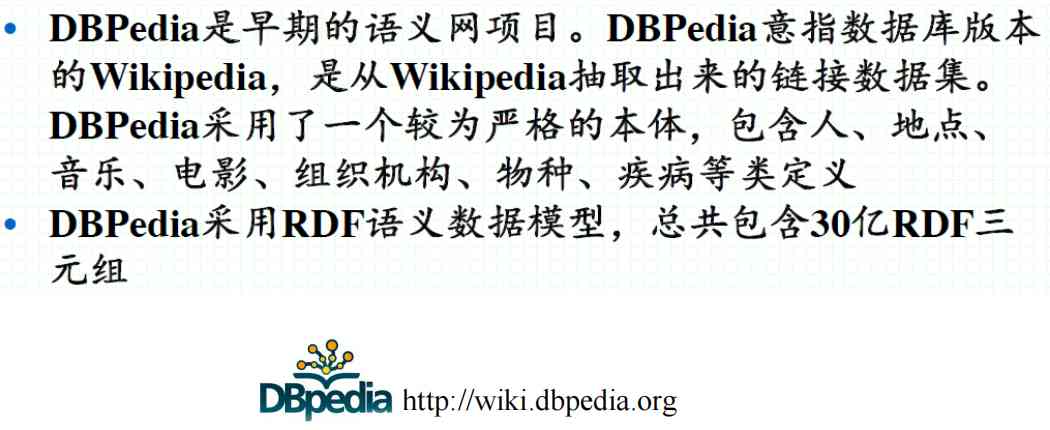 • DBPedia是早期的语义网项目。DBPedia意指数据库版本
的Wikipedia，是从Wikipedia抽取出来的链接数据集。
DBPedia采用了一个较为严格的本体，包含人、地点、
音乐、电影、组织机构、物种、疾病等类定义
• DBPedia采用RDF语义数据模型，总共包含30亿RDF三
元组
DBpedia http://wiki.dbpedia.org